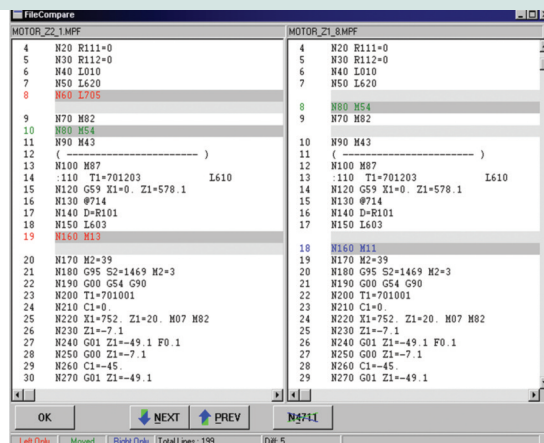 FileCompare
MOTOR_Z2_1.MPF
4 N20 R111=0
5 N30 R112=0
6 N40 L010
7 N50 L620
8 N60 L705
9 N70 M82
10 N80 M54
11 N90 M43
12 ( ----------------------- )
13 N100 M87
14 :110 T1=701203 L610
15 N120 G59 X1=0. Z1=578.1
16 N130 @714
17 N140 D=R101
18 N150 L603
19 N160 M13
20 N170 M2=39
21 N180 G95 S2=1469 M2=3
22 N190 G00 G54 G90
23 N200 T1=701001
24 N210 C1=0.
25 N220 X1=752. Z1=20. M07 M82
26 N230 Z1=-7.1
27 N240 G01 Z1=-49.1 F0.1
28 N250 G00 Z1=-7.1
29 N260 C1=-45.
30 N270 G01 Z1=-49.1
MOTOR_Z1_8.MPF
4 N20 R111=0
5 N30 R112=0
6 N40 L010
7 N50 L620
8 N80 M54
9 N70 M82
10 N90 M43
11 ( ----------------------- )
12 N100 M87
13 :110 T1=701203 L610
14 N120 G59 X1=0. Z1=578.1
15 N130 @714
16 N140 D=R101
17 N150 L603
18 N160 M11
19 N170 M2=39
20 N180 G95 S2=1469 M2=3
21 N190 G00 G54 G90
22 N200 T1=701001
23 N210 C1=0.
24 N220 X1=752. Z1=20. M07 M82
25 N230 Z1=-7.1
26 N240 G01 Z1=-49.1 F0.1
27 N250 G00 Z1=-7.1
28 N260 C1=-45.
29 N270 G01 Z1=-49.1
OK NEXT PREV N4711
Left Only Moved Right Only Total Lines : 199 Diff: 5